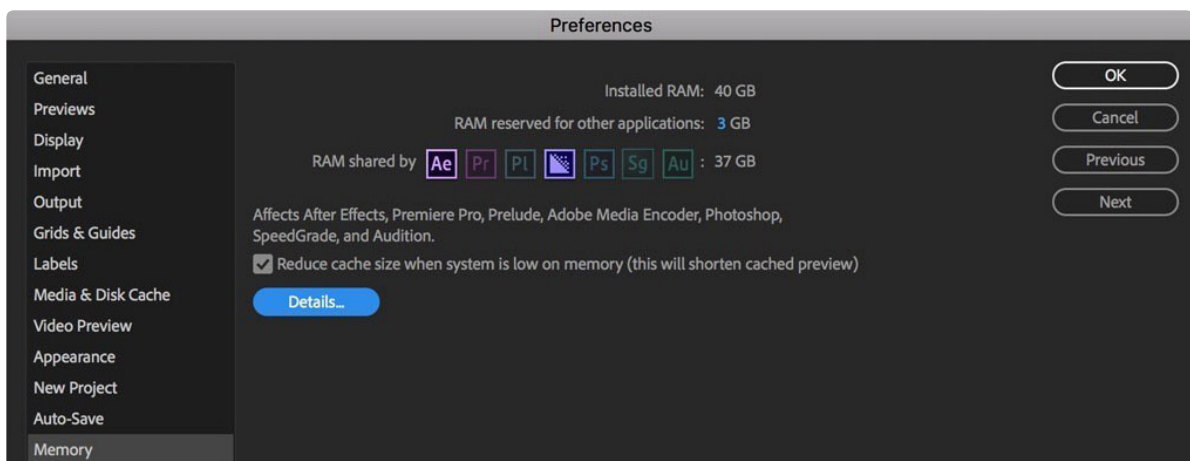 Preferences
General
Previews
Display
Import
Output
Grids & Guides
Labels
Media & Disk Cache
Video Preview
Appearance
New Project
Auto-Save
Memory
Installed RAM: 40 GB
RAM reserved for other applications: 3 GB
RAM shared by Ae Pr Pl Ps Sg Au : 37 GB
Affects After Effects, Premiere Pro, Prelude, Adobe Media Encoder, Photoshop,
SpeedGrade, and Audition.
Reduce cache size when system is low on memory (this will shorten cached preview)
Details...
OK
Cancel
Previous
Next